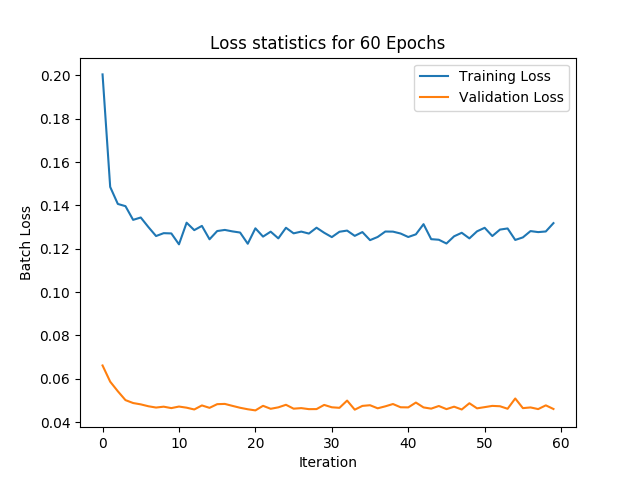 Loss statistics for 60 Epochs
Training Loss
Validation Loss
Batch Loss
0.20
0.18
0.16
0.14
0.12
0.10
0.08
0.06
0.04
0 10 20 30 40 50 60
Iteration